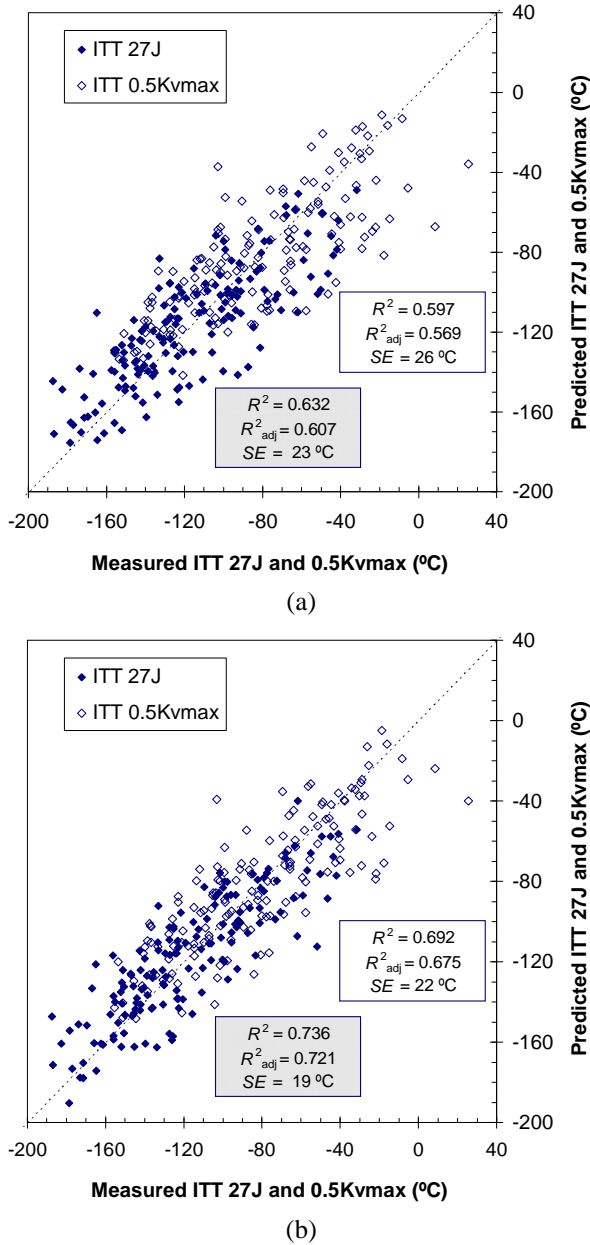 ITT 27J
ITT 0.5Kvmax
40
0
-40
-80
-120
-160
-200
Predicted ITT 27J and 0.5Kvmax (ºC)
R² = 0.597
R²adj = 0.569
SE = 26 ºC
R² = 0.632
R²adj = 0.607
SE = 23 ºC
-200 -160 -120 -80 -40 0 40
Measured ITT 27J and 0.5Kvmax (ºC)
(a)
ITT 27J
ITT 0.5Kvmax
40
0
-40
-80
-120
-160
-200
Predicted ITT 27J and 0.5Kvmax (ºC)
R² = 0.692
R²adj = 0.675
SE = 22 ºC
R² = 0.736
R²adj = 0.721
SE = 19 ºC
-200 -160 -120 -80 -40 0 40
Measured ITT 27J and 0.5Kvmax (ºC)
(b)